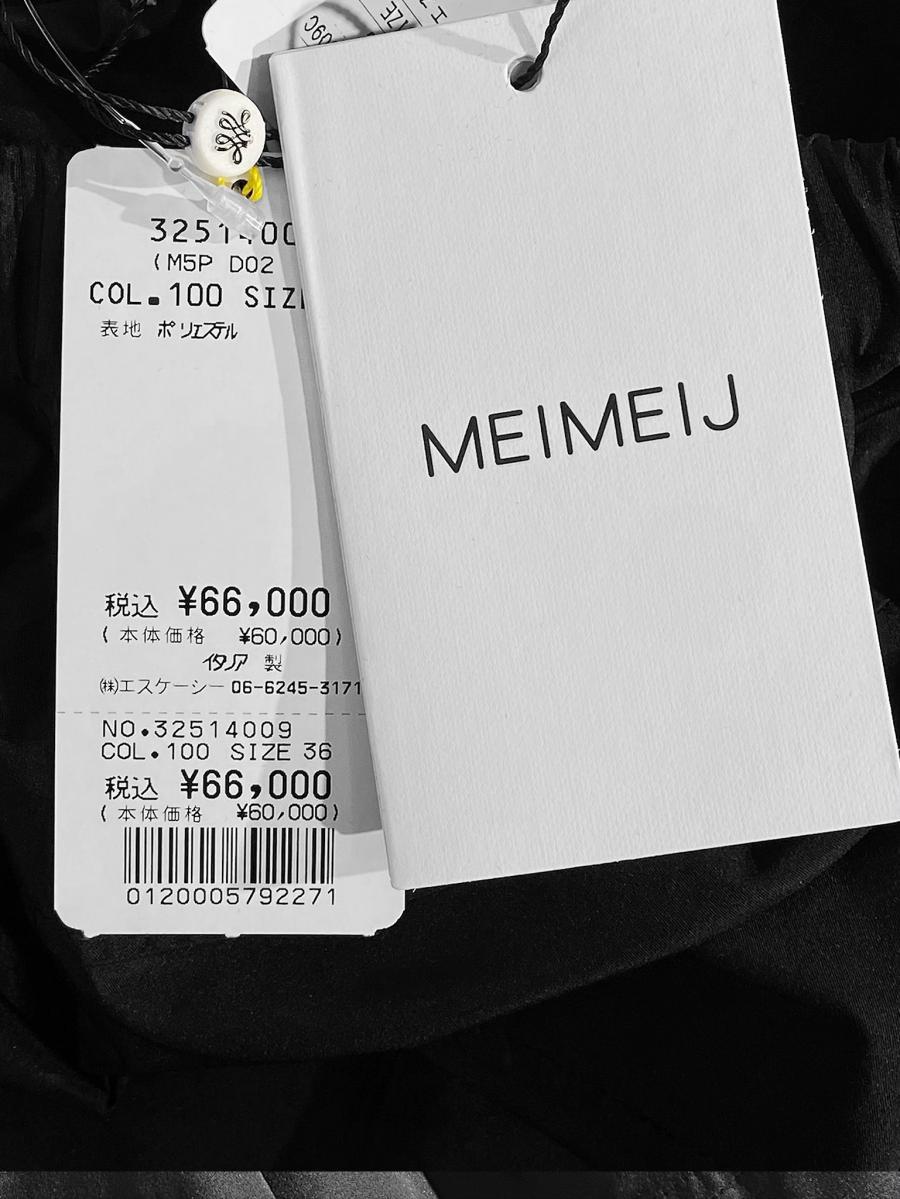 09C
ZE
3251400
(M5P D02
COL.100 SIZE
表地 ポリエステル
税込 ¥66,000
(本体価格 ¥60,000)
イタリア 製
㈱エスケーシー 06-6245-3171
NO.32514009
COL.100 SIZE 36
税込 ¥66,000
(本体価格 ¥60,000)
0120005792271
MEIMEIJ